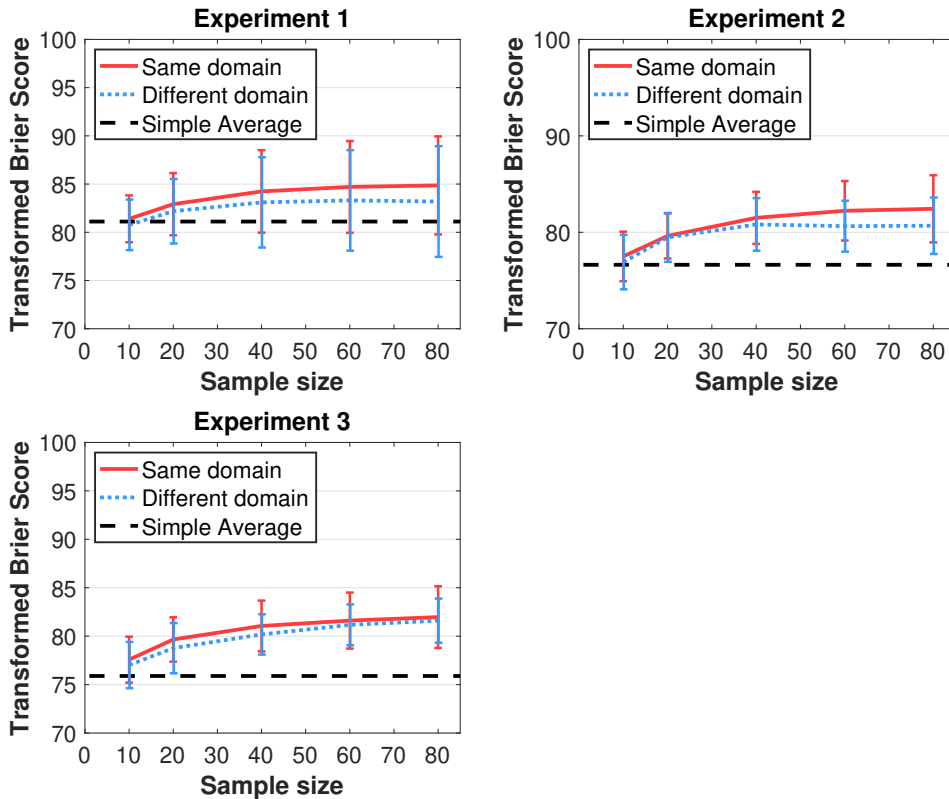 Experiment 1
Transformed Brier Score
100
95
90
85
80
75
70
Same domain
Different domain
Simple Average
0 10 20 30 40 50 60 70 80
Sample size
Experiment 2
Transformed Brier Score
100
90
80
70
Same domain
Different domain
Simple Average
0 10 20 30 40 50 60 70 80
Sample size
Experiment 3
Transformed Brier Score
100
95
90
85
80
75
70
Same domain
Different domain
Simple Average
0 10 20 30 40 50 60 70 80
Sample size